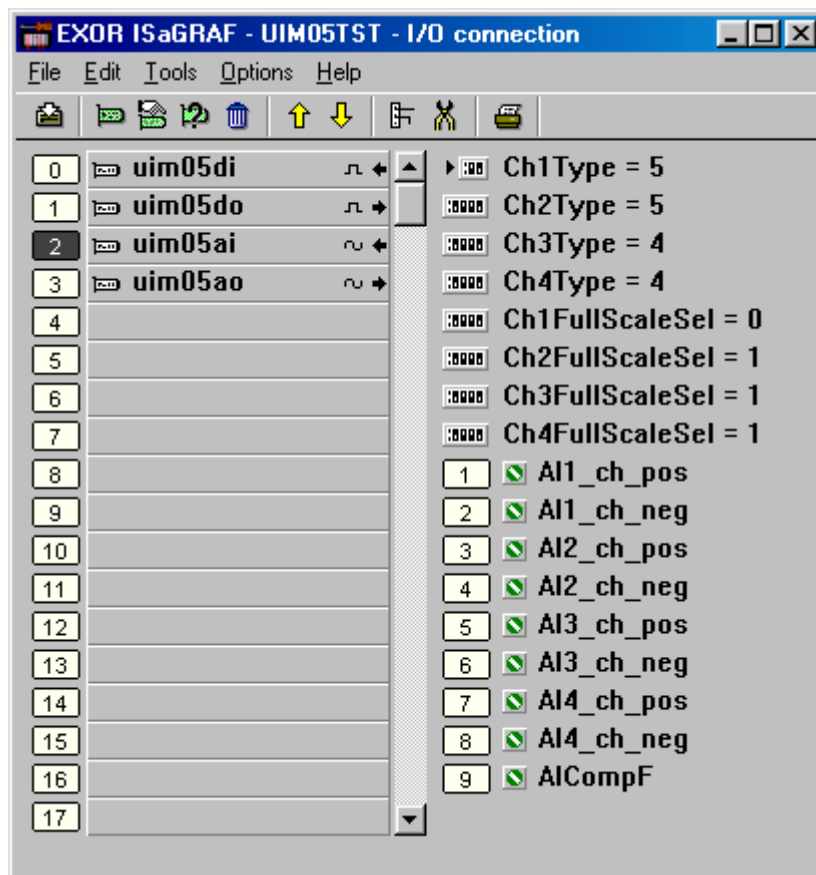 EXOR ISaGRAF - UIM05TST - I/O connection
File Edit Tools Options Help
0 uim05di
1 uim05do
2 uim05ai
3 uim05ao
4
5
6
7
8
9
10
11
12
13
14
15
16
17
Ch1Type = 5
Ch2Type = 5
Ch3Type = 4
Ch4Type = 4
Ch1FullScaleSel = 0
Ch2FullScaleSel = 1
Ch3FullScaleSel = 1
Ch4FullScaleSel = 1
1 AI1_ch_pos
2 AI1_ch_neg
3 AI2_ch_pos
4 AI2_ch_neg
5 AI3_ch_pos
6 AI3_ch_neg
7 AI4_ch_pos
8 AI4_ch_neg
9 AICompF